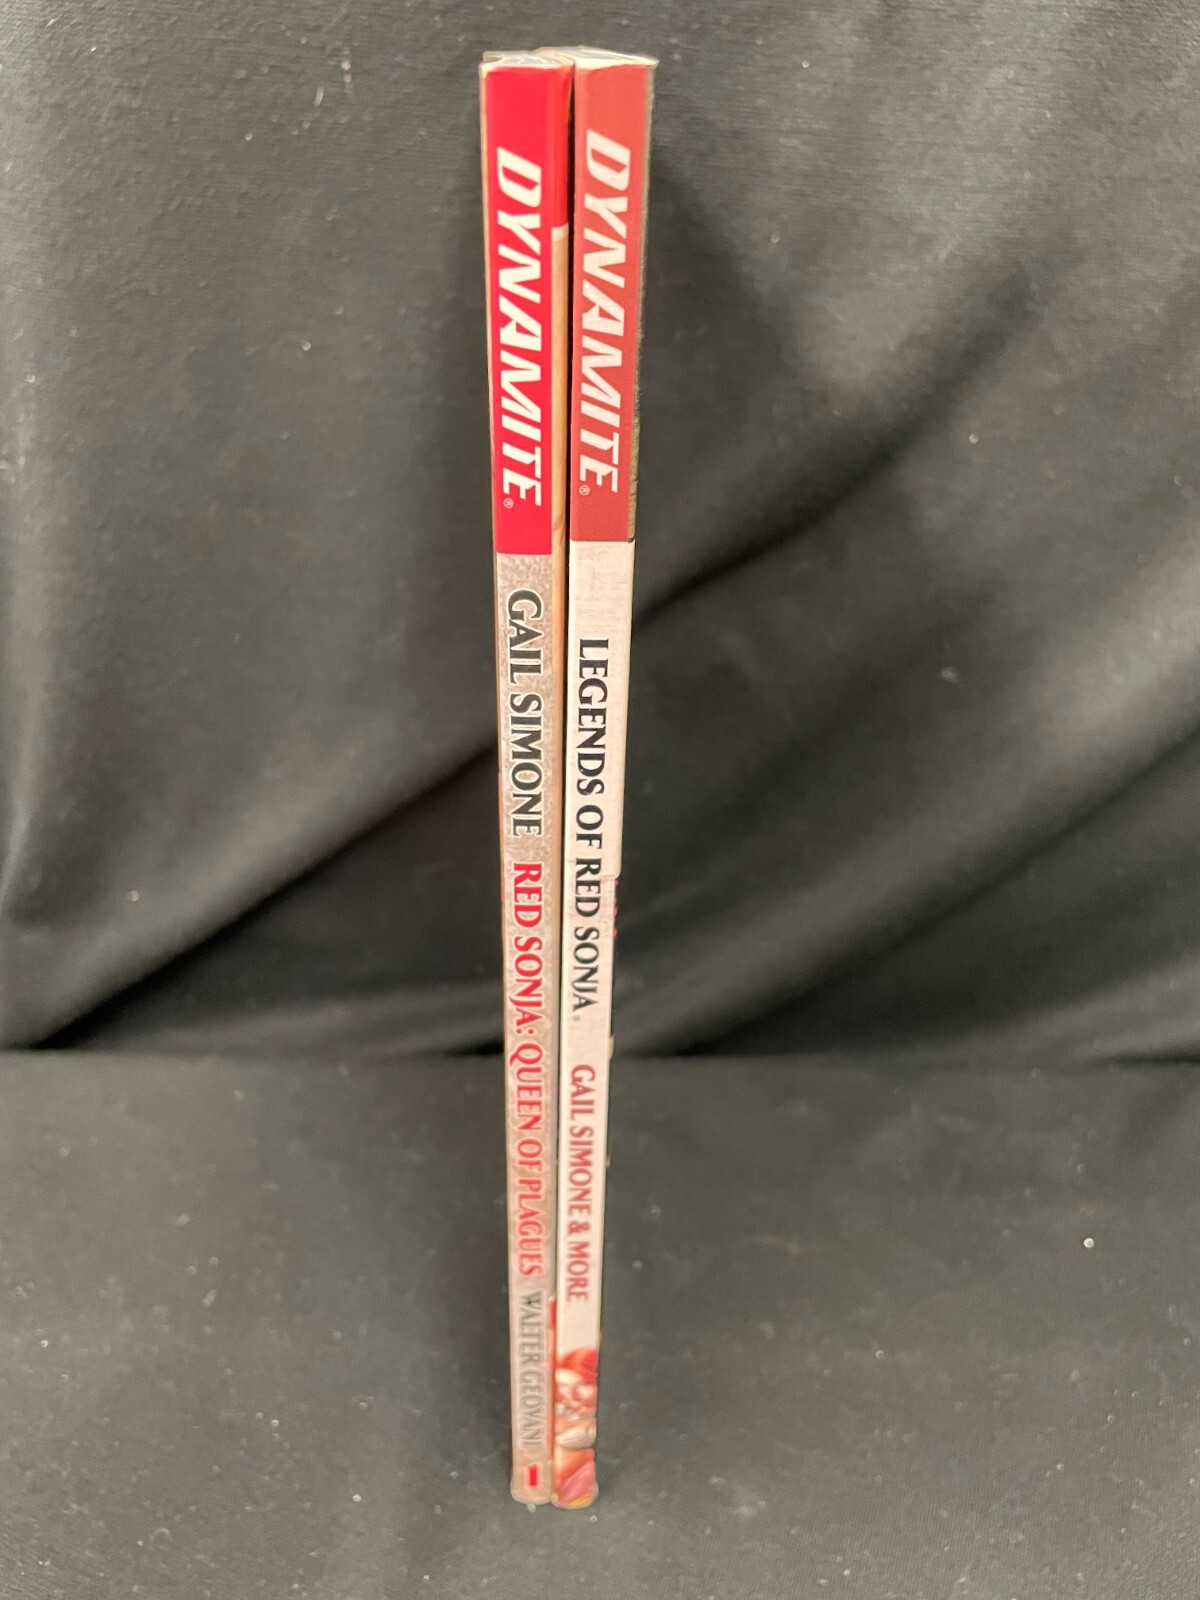 DYNAMITE®
GAIL SIMONE RED SONJA: QUEEN OF PLAGUES WALTER GEOVANI 1
DYNAMITE®
LEGENDS OF RED SONJA® GAIL SIMONE & MORE